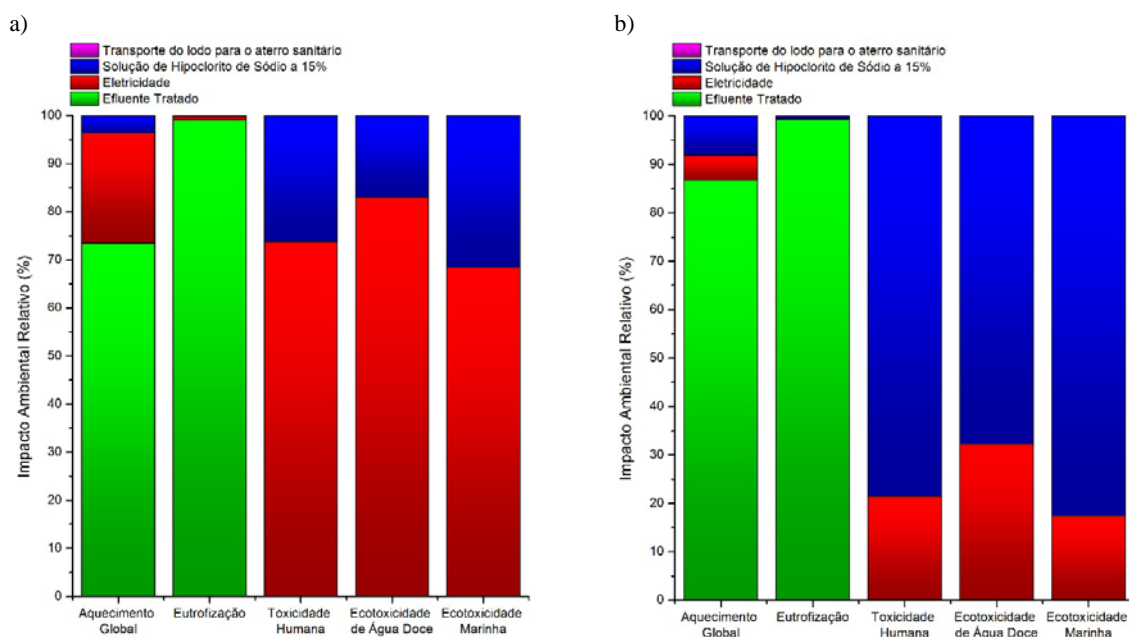 a)
Transporte do lodo para o aterro sanitário
Solução de Hipoclorito de Sódio a 15%
Eletricidade
Efluente Tratado
100
90
80
70
60
50
40
30
20
10
0
Impacto Ambiental Relativo (%)
Aquecimento
Global
Eutrofização
Toxicidade
Humana
Ecotoxicidade
de Água Doce
Ecotoxicidade
Marinha
b)
Transporte do lodo para o aterro sanitário
Solução de Hipoclorito de Sódio a 15%
Eletricidade
Efluente Tratado
100
90
80
70
60
50
40
30
20
10
0
Impacto Ambiental Relativo (%)
Aquecimento
Global
Eutrofização
Toxicidade
Humana
Ecotoxicidade
de Água Doce
Ecotoxicidade
Marinha